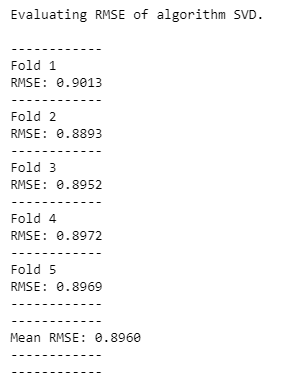 Evaluating RMSE of algorithm SVD.
------------
Fold 1
RMSE: 0.9013
------------
Fold 2
RMSE: 0.8893
------------
Fold 3
RMSE: 0.8952
------------
Fold 4
RMSE: 0.8972
------------
Fold 5
RMSE: 0.8969
------------
------------
Mean RMSE: 0.8960
------------
------------